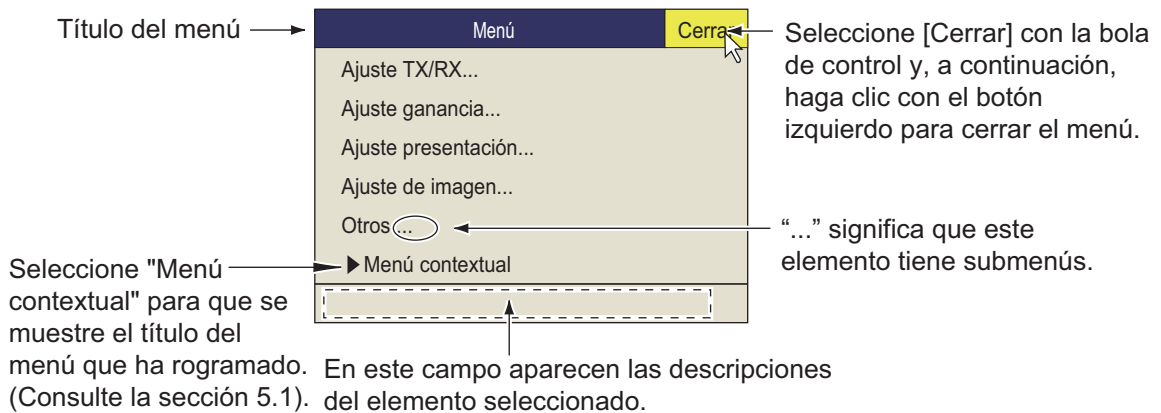 Título del menú
Menú
Cerrar
Seleccione [Cerrar] con la bola
de control y, a continuación,
haga clic con el botón
izquierdo para cerrar el menú.
Ajuste TX/RX...
Ajuste ganancia...
Ajuste presentación...
Ajuste de imagen...
Otros ...
“...” significa que este
elemento tiene submenús.
▶Menú contextual
Seleccione "Menú
contextual" para que se
muestre el título del
menú que ha rogramado.
(Consulte la sección 5.1).
En este campo aparecen las descripciones
del elemento seleccionado.